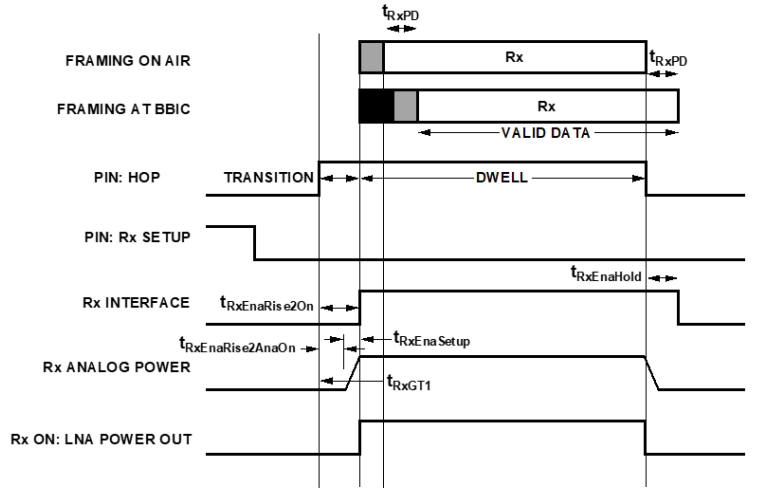 tRxPD
FRAMING ON AIR
Rx
tRxPD
FRAMING AT BBIC
Rx
VALID DATA
PIN: HOP
TRANSITION
DWELL
PIN: Rx SETUP
tRxEnaHold
Rx INTERFACE
tRxEnaRise2On
tRxEnaSetup
tRxEnaRise2AnaOn
Rx ANALOG POWER
tRxGT1
Rx ON: LNA POWER OUT